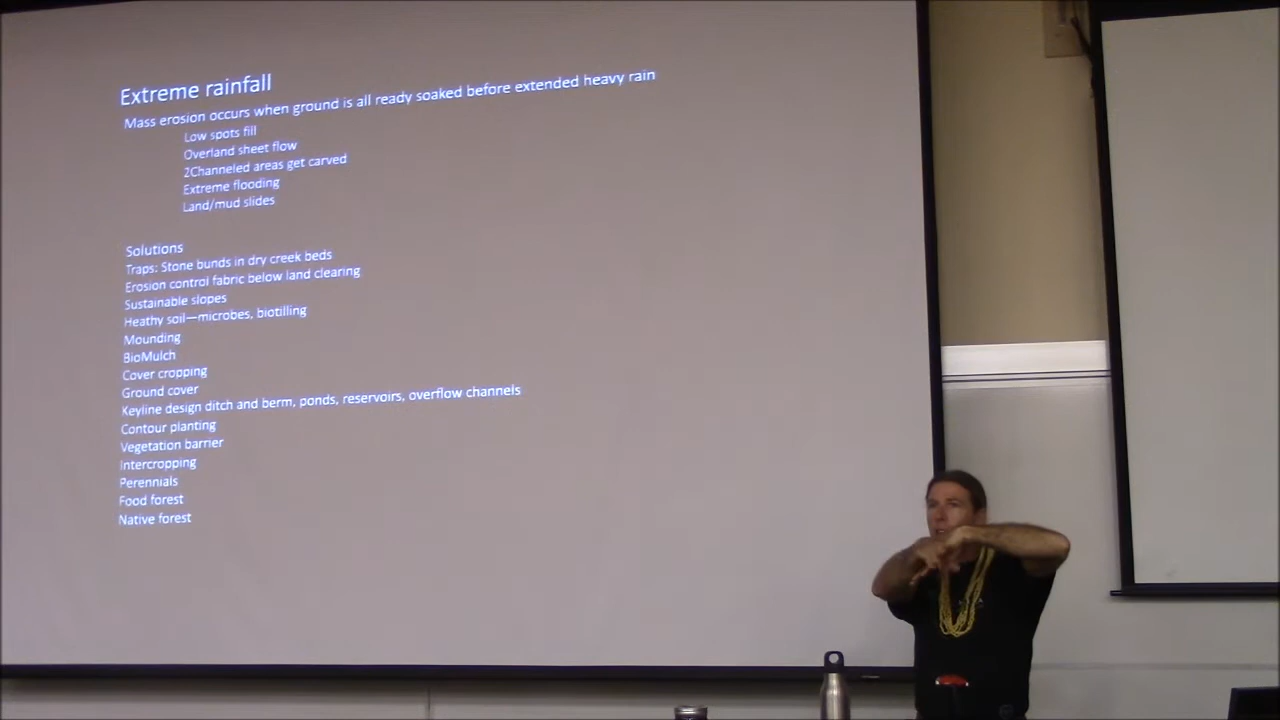 Extreme rainfall
Mass erosion occurs when ground is all ready soaked before extended heavy rain
Low spots fill
Overland sheet flow
2Channeled areas get carved
Extreme flooding
Land/mud slides
Solutions
Traps: Stone bunds in dry creek beds
Erosion control fabric below land clearing
Sustainable slopes
Heathy soil—microbes, biotilling
Mounding
BioMulch
Cover cropping
Ground cover
Keyline design ditch and berm, ponds, reservoirs, overflow channels
Contour planting
Vegetation barrier
Intercropping
Perennials
Food forest
Native forest